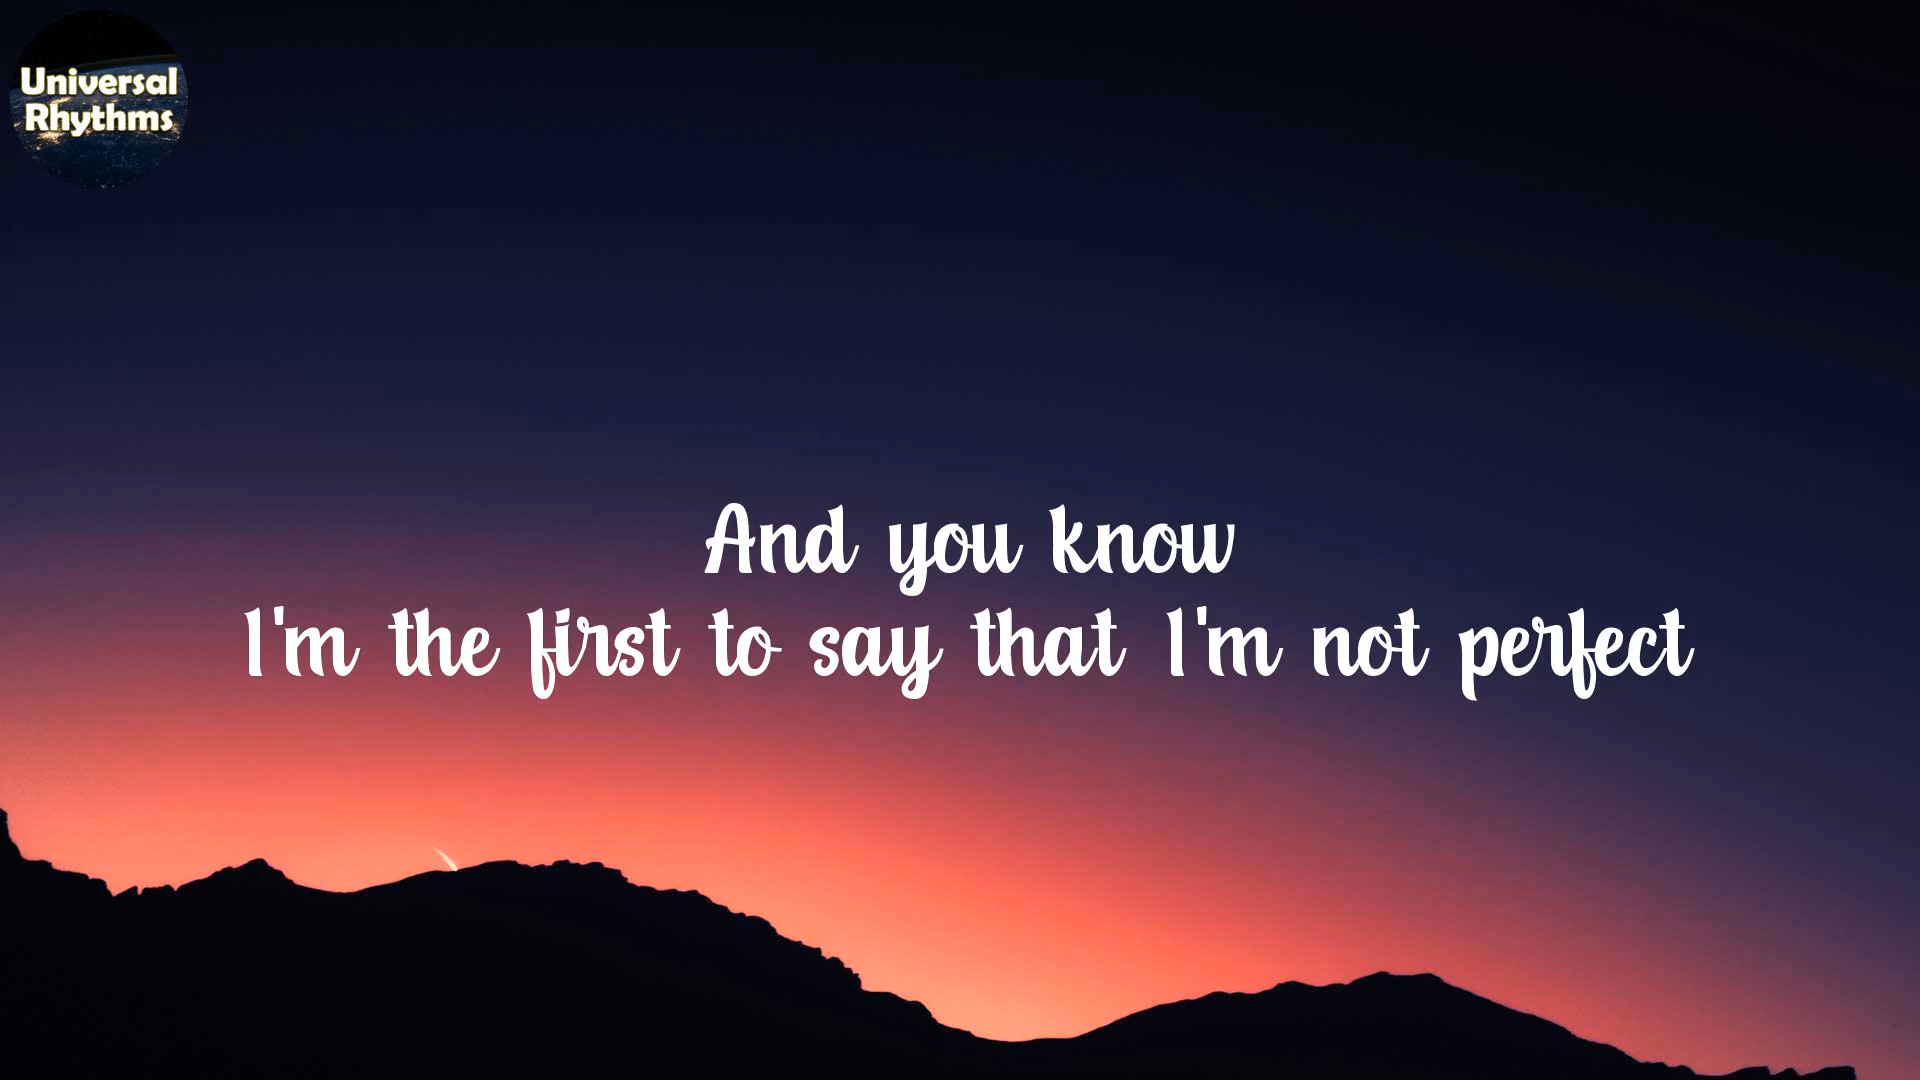 Universal
Rhythms
And you know
I'm the first to say that I'm not perfect